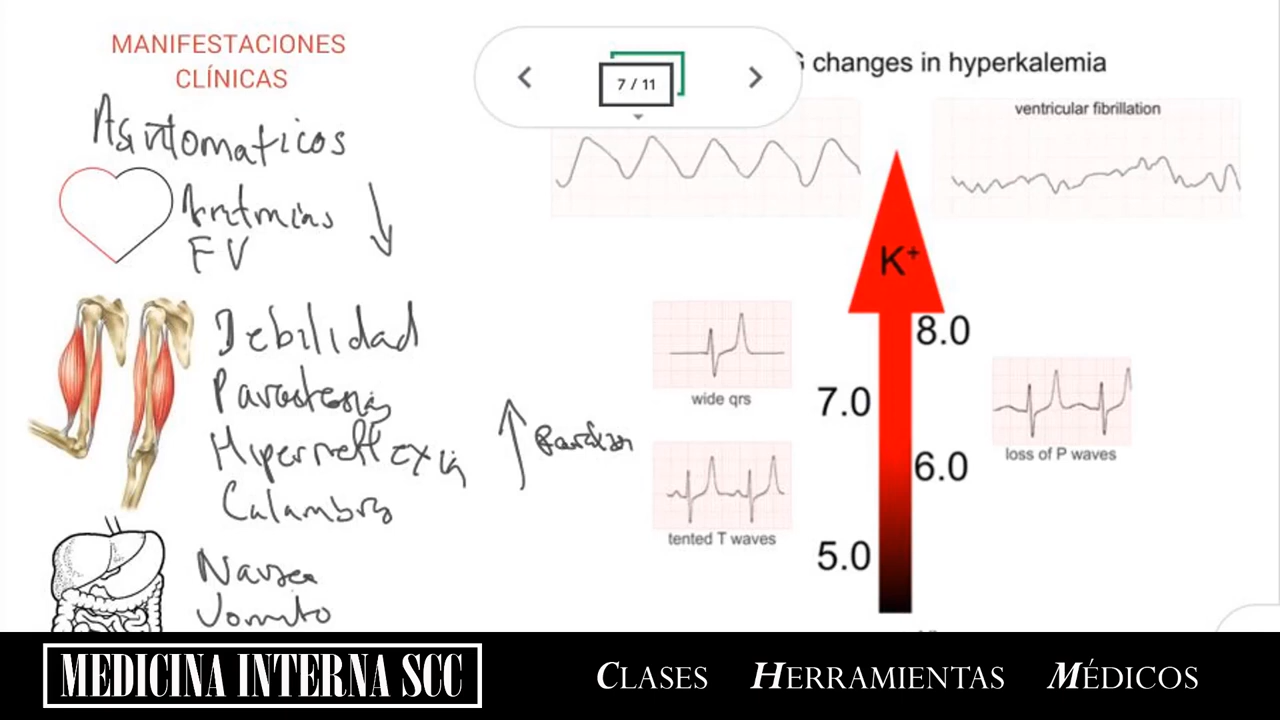 MANIFESTACIONES
CLÍNICAS
Asintomaticos
Arritmias
FV
Debilidad
Parestesias
Hiperreflexia
Calambres
Nausea
Vomito
7 / 11
changes in hyperkalemia
ventricular fibrillation
K+
8.0
wide qrs
7.0
loss of P waves
6.0
tented T waves
5.0
MEDICINA INTERNA SCC
CLASES HERRAMIENTAS MÉDICOS